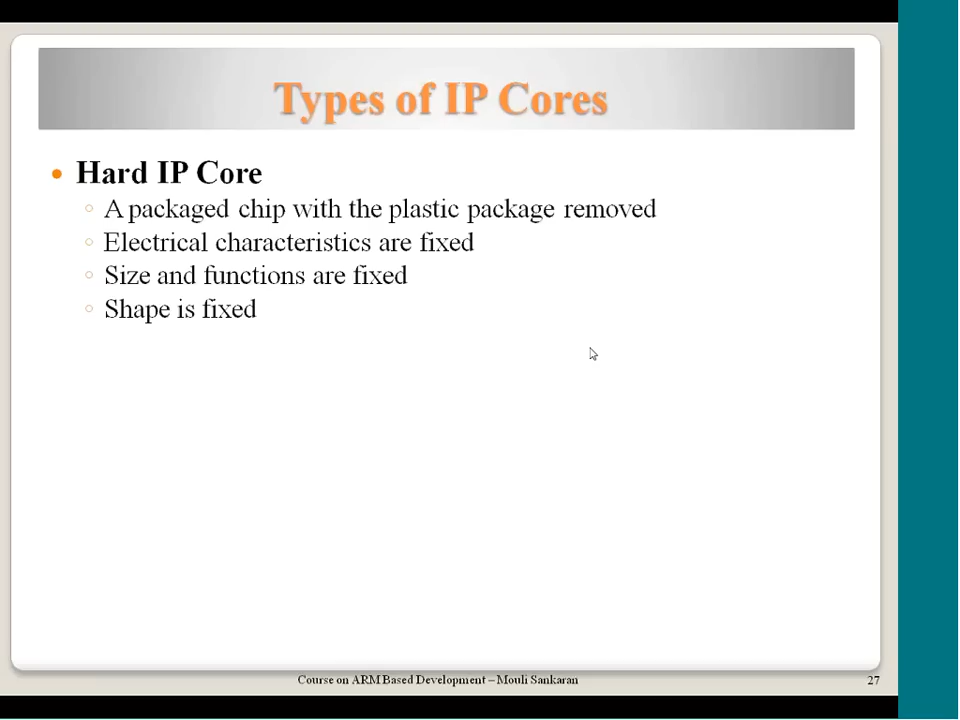 Types of IP Cores
• Hard IP Core
◦ A packaged chip with the plastic package removed
◦ Electrical characteristics are fixed
◦ Size and functions are fixed
◦ Shape is fixed
Course on ARM Based Development – Mouli Sankaran
27